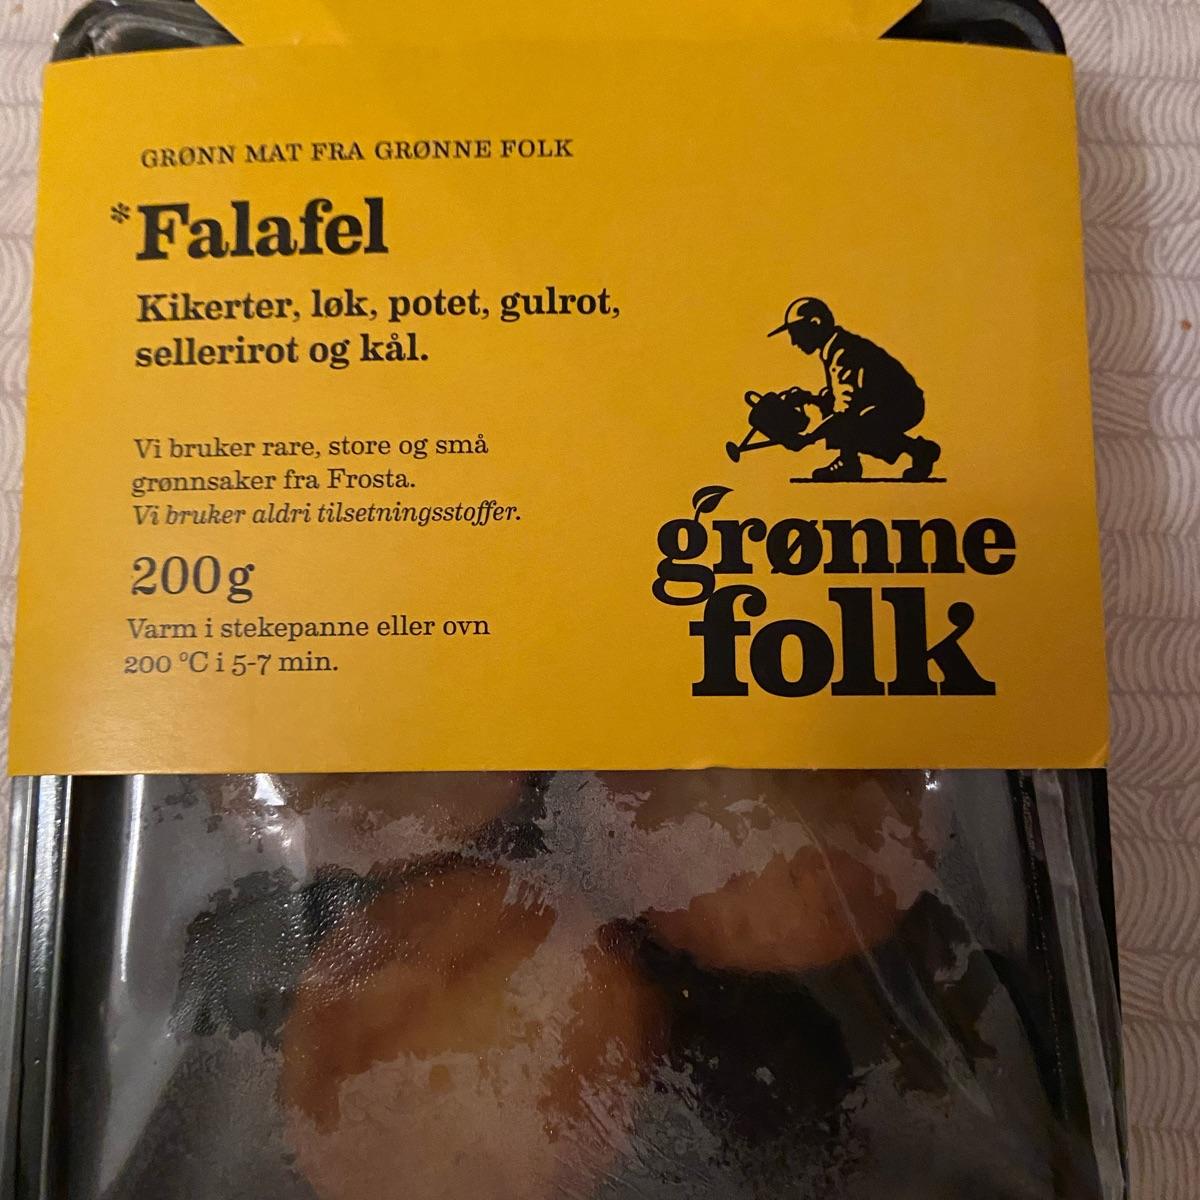 GRØNN MAT FRA GRØNNE FOLK
*Falafel
Kikerter, løk, potet, gulrot,
sellerirot og kål.
Vi bruker rare, store og små
grønnsaker fra Frosta.
Vi bruker aldri tilsetningsstoffer.
200g
Varm i stekepanne eller ovn
200 °C i 5-7 min.
grønne
folk